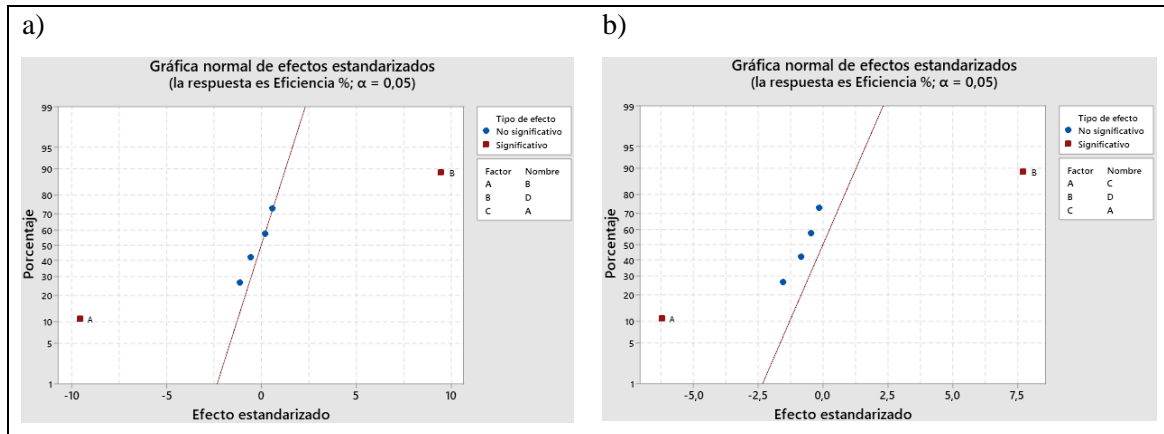 a)
Gráfica normal de efectos estandarizados
(la respuesta es Eficiencia %; α = 0,05)
Porcentaje
99
95
90
80
70
60
50
40
30
20
10
5
1
B
A
-10
-5
0
5
10
Efecto estandarizado
Tipo de efecto
No significativo
Significativo
Factor Nombre
A B
B D
C A
b)
Gráfica normal de efectos estandarizados
(la respuesta es Eficiencia %; α = 0,05)
Porcentaje
99
95
90
80
70
60
50
40
30
20
10
5
1
B
A
-5,0
-2,5
0,0
2,5
5,0
7,5
Efecto estandarizado
Tipo de efecto
No significativo
Significativo
Factor Nombre
A C
B D
C A